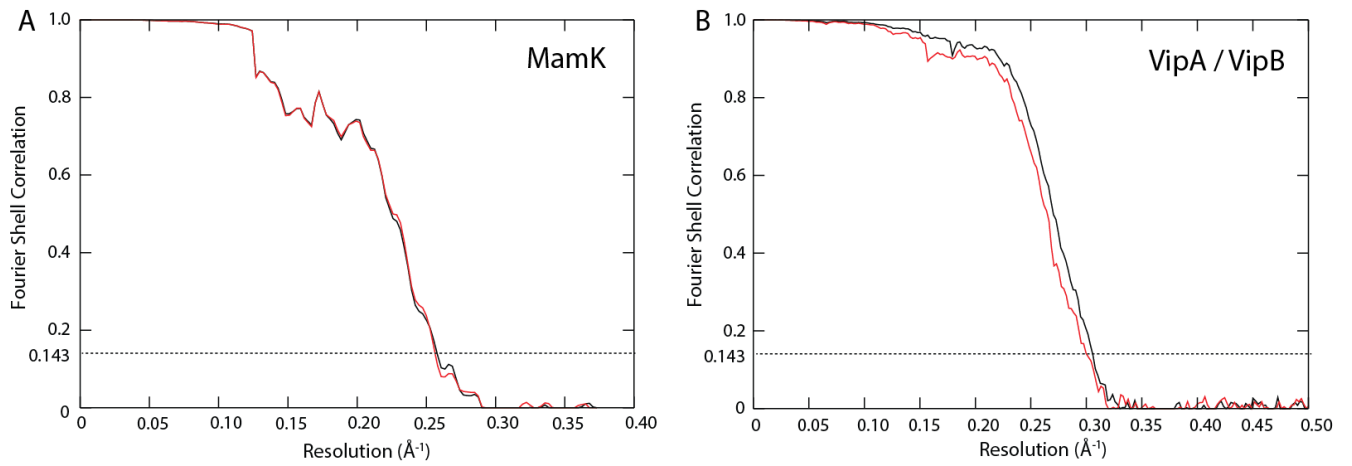 A
MamK
Fourier Shell Correlation
1.0
0.8
0.6
0.4
0.2
0.143
0
0 0.05 0.10 0.15 0.20 0.25 0.30 0.35 0.40
Resolution (Å-1)
B
VipA / VipB
Fourier Shell Correlation
1.0
0.8
0.6
0.4
0.2
0.143
0
0 0.05 0.10 0.15 0.20 0.25 0.30 0.35 0.40 0.45 0.50
Resolution (Å-1)